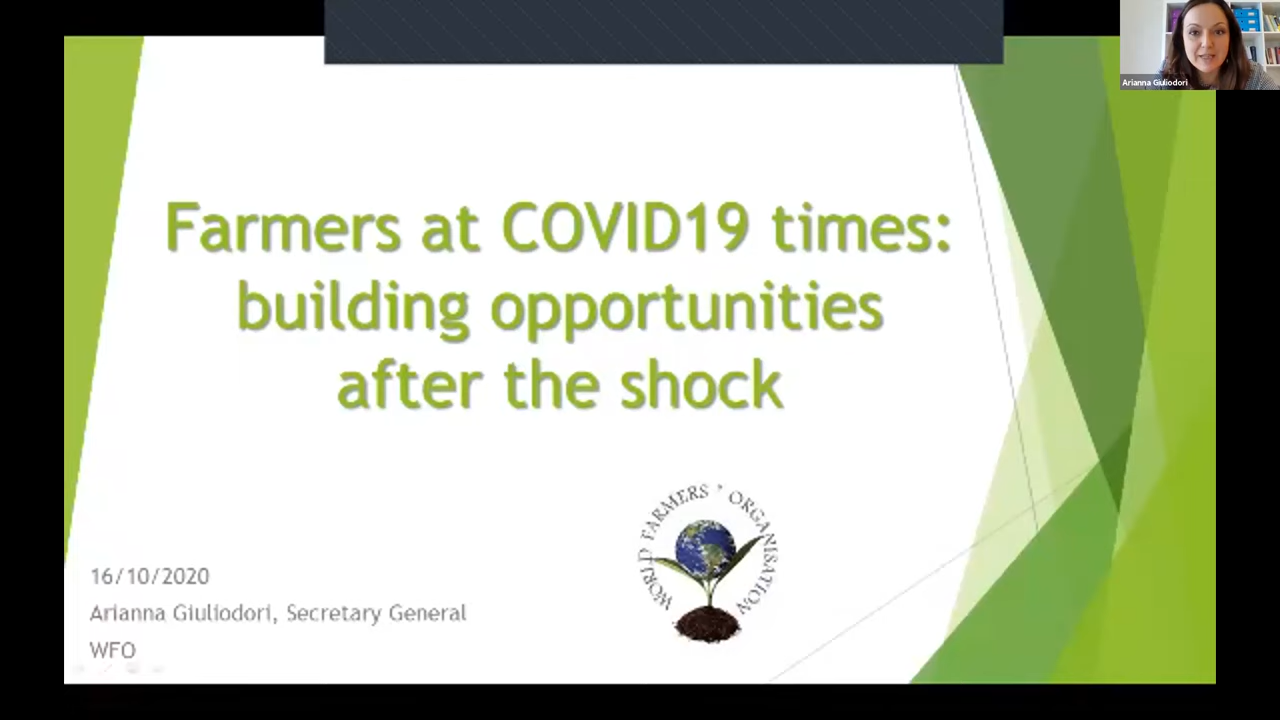 Arianna Giuliodori
Farmers at COVID19 times:
building opportunities
after the shock
WORLD FARMERS' ORGANISATION
16/10/2020
Arianna Giuliodori, Secretary General
WFO